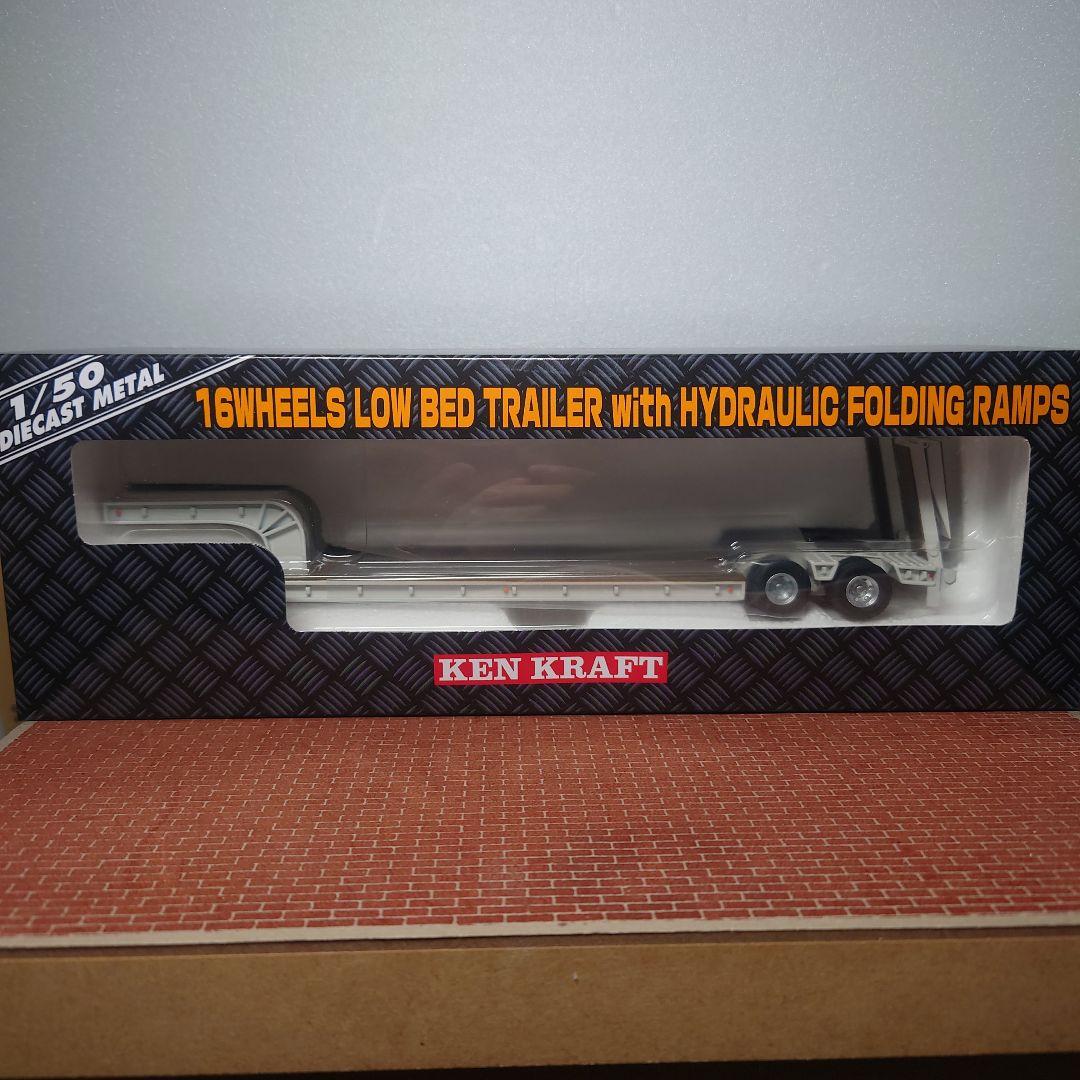 1/50
DIECAST METAL
16WHEELS LOW BED TRAILER with HYDRAULIC FOLDING RAMPS
KEN KRAFT